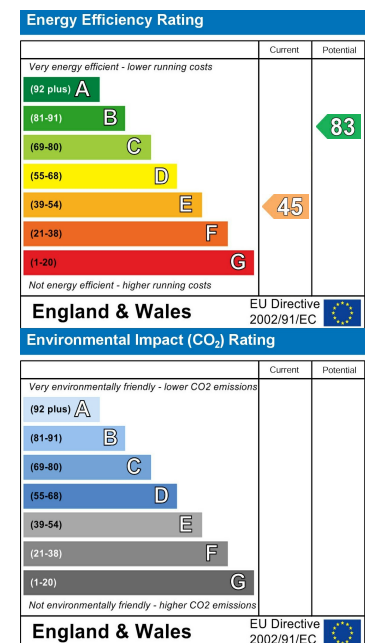 Energy Efficiency Rating
Current Potential
Very energy efficient - lower running costs
(92 plus) A
(81-91) B
83
(69-80) C
(55-68) D
(39-54) E
45
(21-38) F
(1-20) G
Not energy efficient - higher running costs
England & Wales
EU Directive
2002/91/EC
Environmental Impact (CO₂) Rating
Current Potential
Very environmentally friendly - lower CO2 emissions
(92 plus) A
(81-91) B
(69-80) C
(55-68) D
(39-54) E
(21-38) F
(1-20) G
Not environmentally friendly - higher CO2 emissions
England & Wales
EU Directive
2002/91/EC